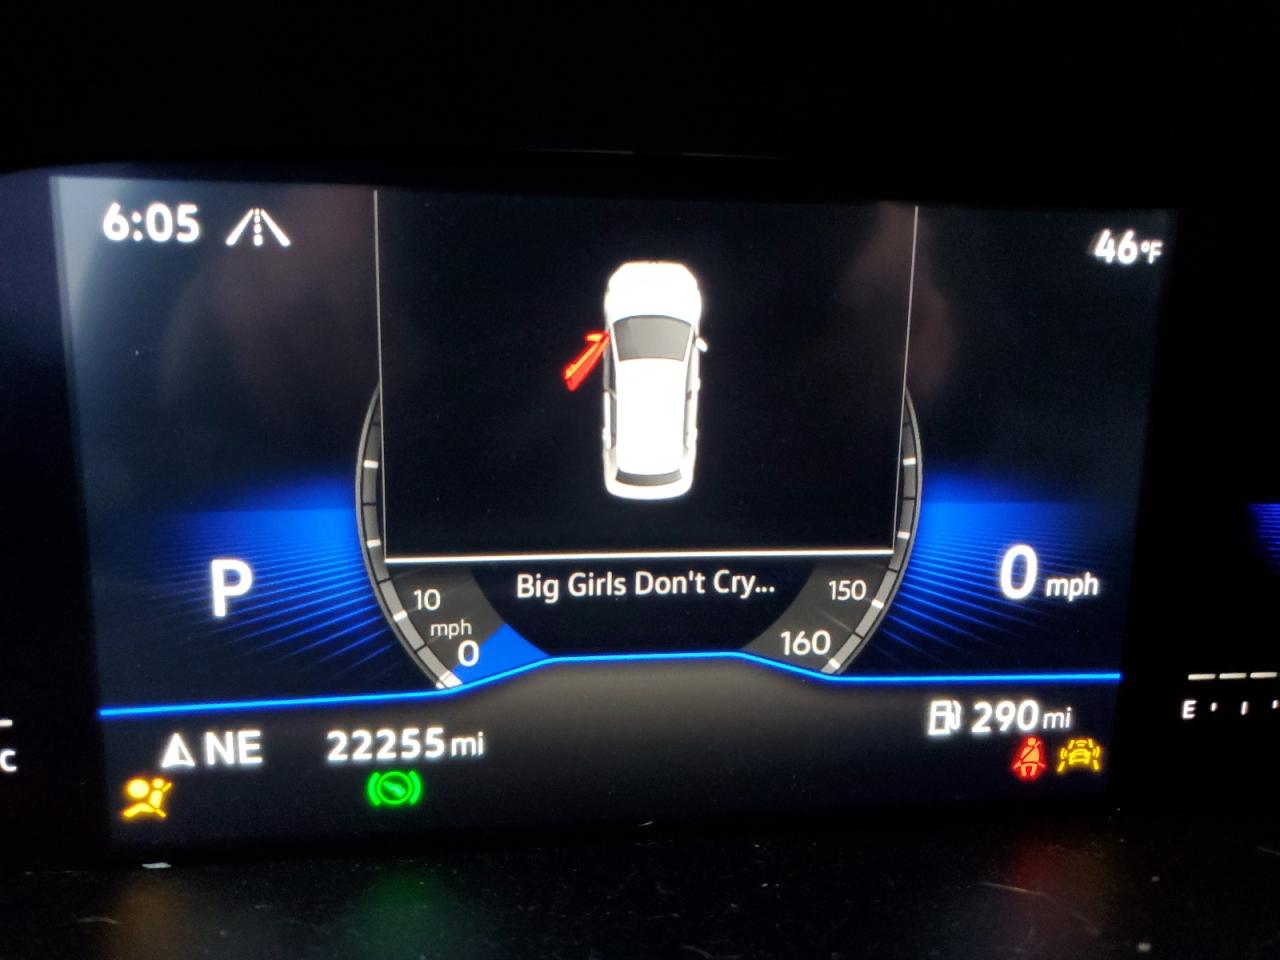 6:05
46°F
P
0 mph
Big Girls Don't Cry...
10
mph
0
150
160
NE
22255 mi
290 mi
C
E